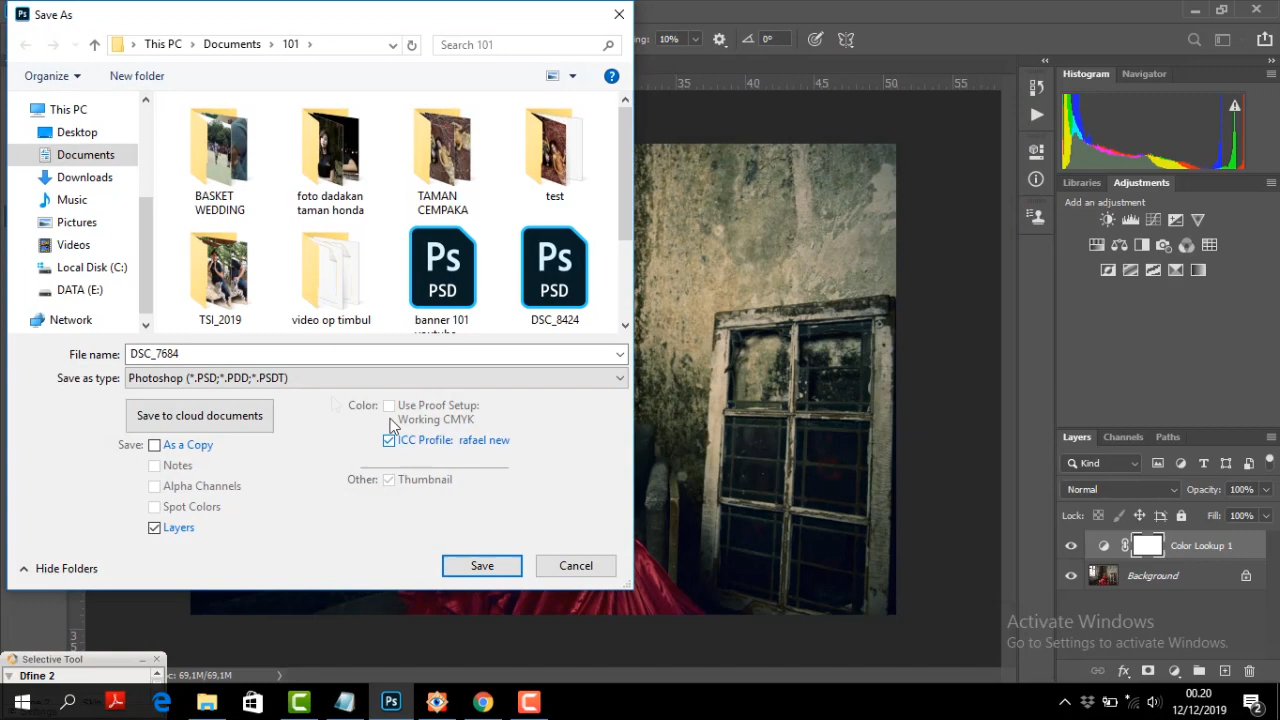 Save As
This PC
Documents
101
Search 101
10%
0°
Organize
New folder
35
40
45
50
55
Histogram
Navigator
This PC
Desktop
Documents
Downloads
Music
Pictures
Videos
Local Disk (C:)
DATA (E:)
Network
BASKET
WEDDING
foto dadakan
taman honda
TAMAN
CEMPAKA
test
Ps
PSD
Ps
PSD
TSI_2019
video op timbul
banner 101
DSC_8424
Libraries
Adjustments
Add an adjustment
File name:
DSC_7684
Save as type:
Photoshop (*.PSD;*.PDD;*.PSDT)
Save to cloud documents
Color:
Use Proof Setup:
Working CMYK
ICC Profile: rafael new
Save:
As a Copy
Notes
Alpha Channels
Spot Colors
Layers
Other:
Thumbnail
Hide Folders
Save
Cancel
Layers
Channels
Paths
Kind
Normal
Opacity:
100%
Lock:
Fill:
100%
Color Lookup 1
Background
Activate Windows
Go to Settings to activate Windows.
Selective Tool
Dfine 2
69,1M/69,1M
00.20
12/12/2019
2